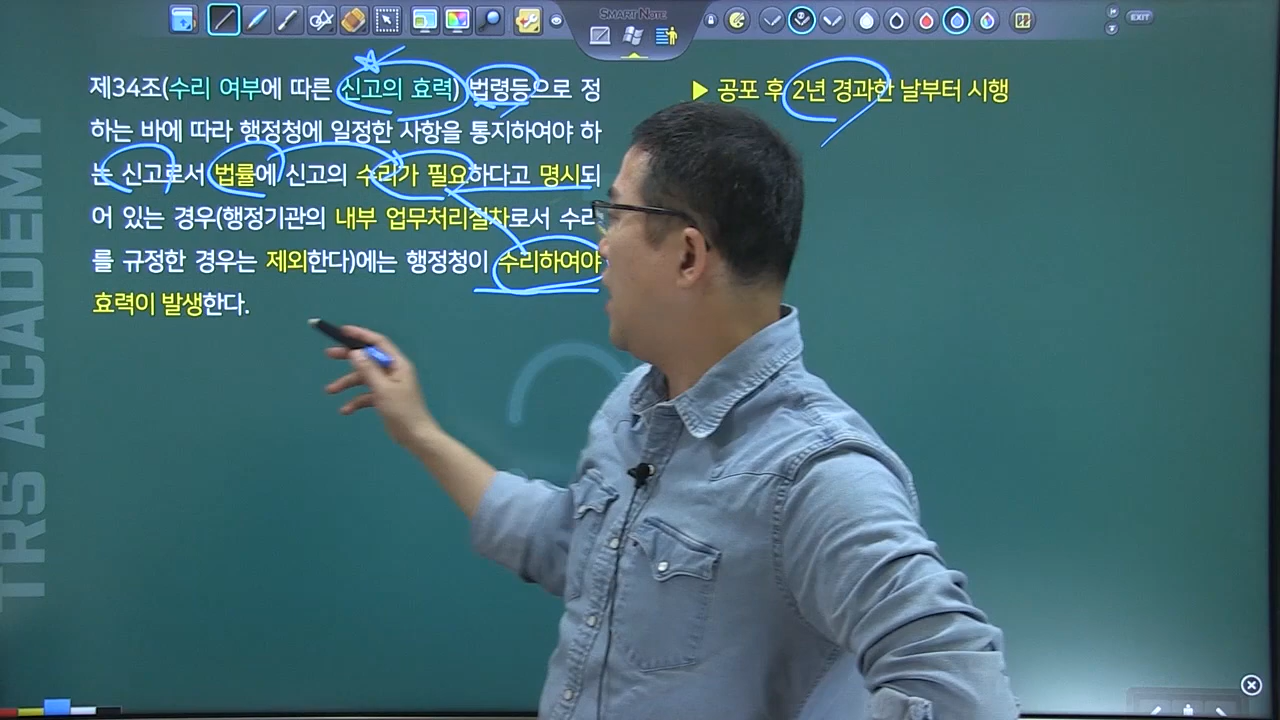 SMARTNOTE
EXIT
제34조(수리 여부에 따른 신고의 효력) 법령등으로 정
하는 바에 따라 행정청에 일정한 사항을 통지하여야 하
는 신고로서 법률에 신고의 수리가 필요하다고 명시되
어 있는 경우(행정기관의 내부 업무처리절차로서 수리
를 규정한 경우는 제외한다)에는 행정청이 수리하여야
효력이 발생한다.
▶ 공포 후 2년 경과한 날부터 시행
TRS ACADEMY